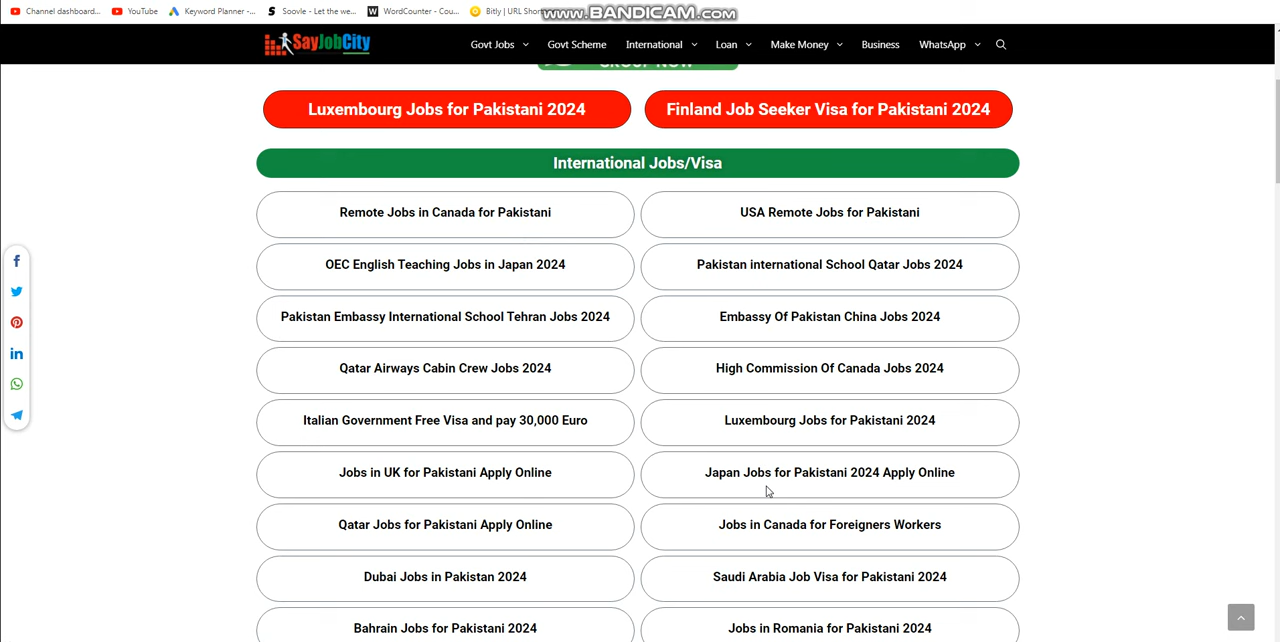 Channel dashboard... YouTube Keyword Planner -... Soovle - Let the we... WordCounter - Cou... Bitly | URL Short
www.BANDICAM.com
SayJobCity Govt Jobs Govt Scheme International Loan Make Money Business WhatsApp
GROUP NOW
Luxembourg Jobs for Pakistani 2024 Finland Job Seeker Visa for Pakistani 2024
International Jobs/Visa
Remote Jobs in Canada for Pakistani USA Remote Jobs for Pakistani
OEC English Teaching Jobs in Japan 2024 Pakistan international School Qatar Jobs 2024
Pakistan Embassy International School Tehran Jobs 2024 Embassy Of Pakistan China Jobs 2024
Qatar Airways Cabin Crew Jobs 2024 High Commission Of Canada Jobs 2024
Italian Government Free Visa and pay 30,000 Euro Luxembourg Jobs for Pakistani 2024
Jobs in UK for Pakistani Apply Online Japan Jobs for Pakistani 2024 Apply Online
Qatar Jobs for Pakistani Apply Online Jobs in Canada for Foreigners Workers
Dubai Jobs in Pakistan 2024 Saudi Arabia Job Visa for Pakistani 2024
Bahrain Jobs for Pakistani 2024 Jobs in Romania for Pakistani 2024